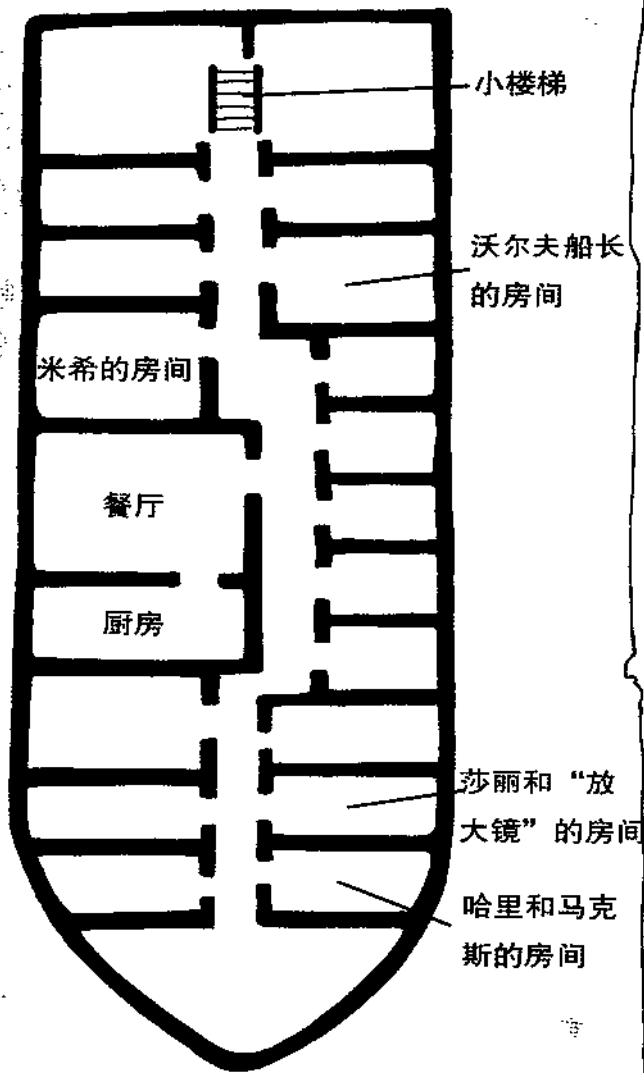 小楼梯
沃尔夫船长
的房间
米希的房间
餐厅
厨房
莎丽和“放
大镜”的房间
哈里和马克
斯的房间